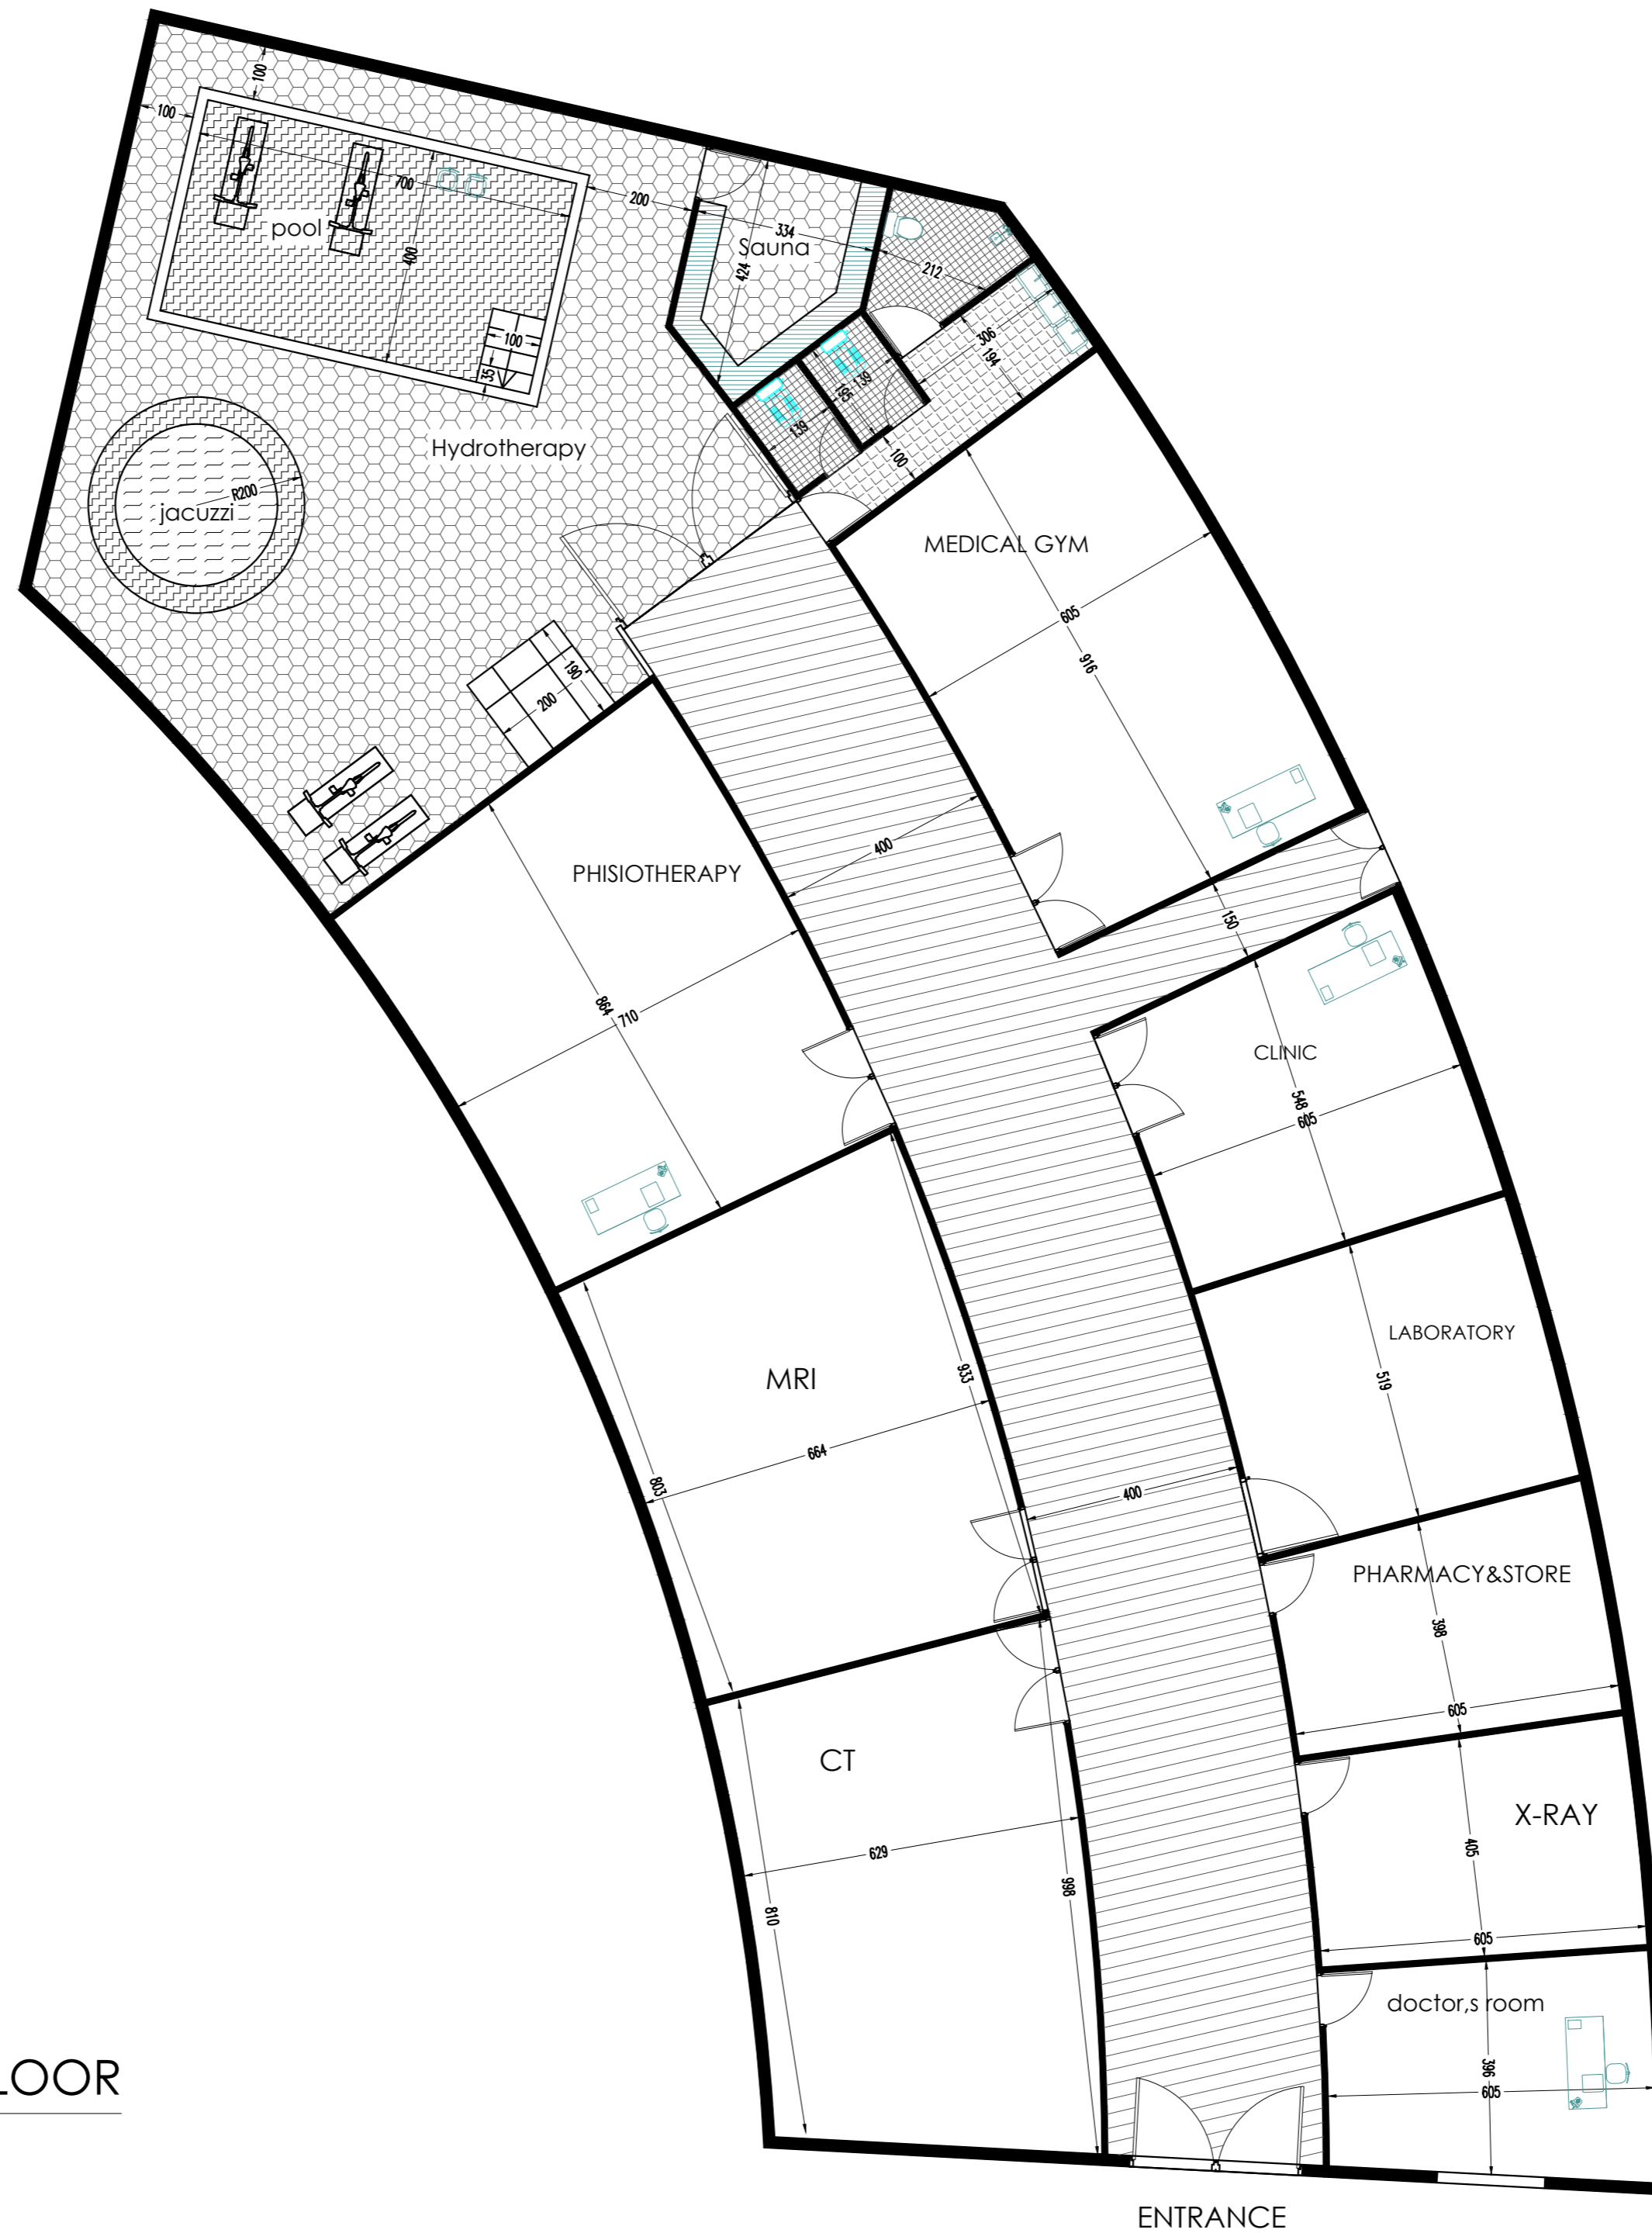 100
100
700
pool
400
200
334
Sauna
424
212
306
194
100
35
139
195
139
100
Hydrotherapy
R200
jacuzzi
MEDICAL GYM
605
916
190
200
400
PHISIOTHERAPY
150
864
710
CLINIC
548
605
LABORATORY
933
MRI
519
664
803
400
PHARMACY&STORE
398
605
CT
X-RAY
405
629
998
810
605
doctor,s room
396
605
LOOR
ENTRANCE